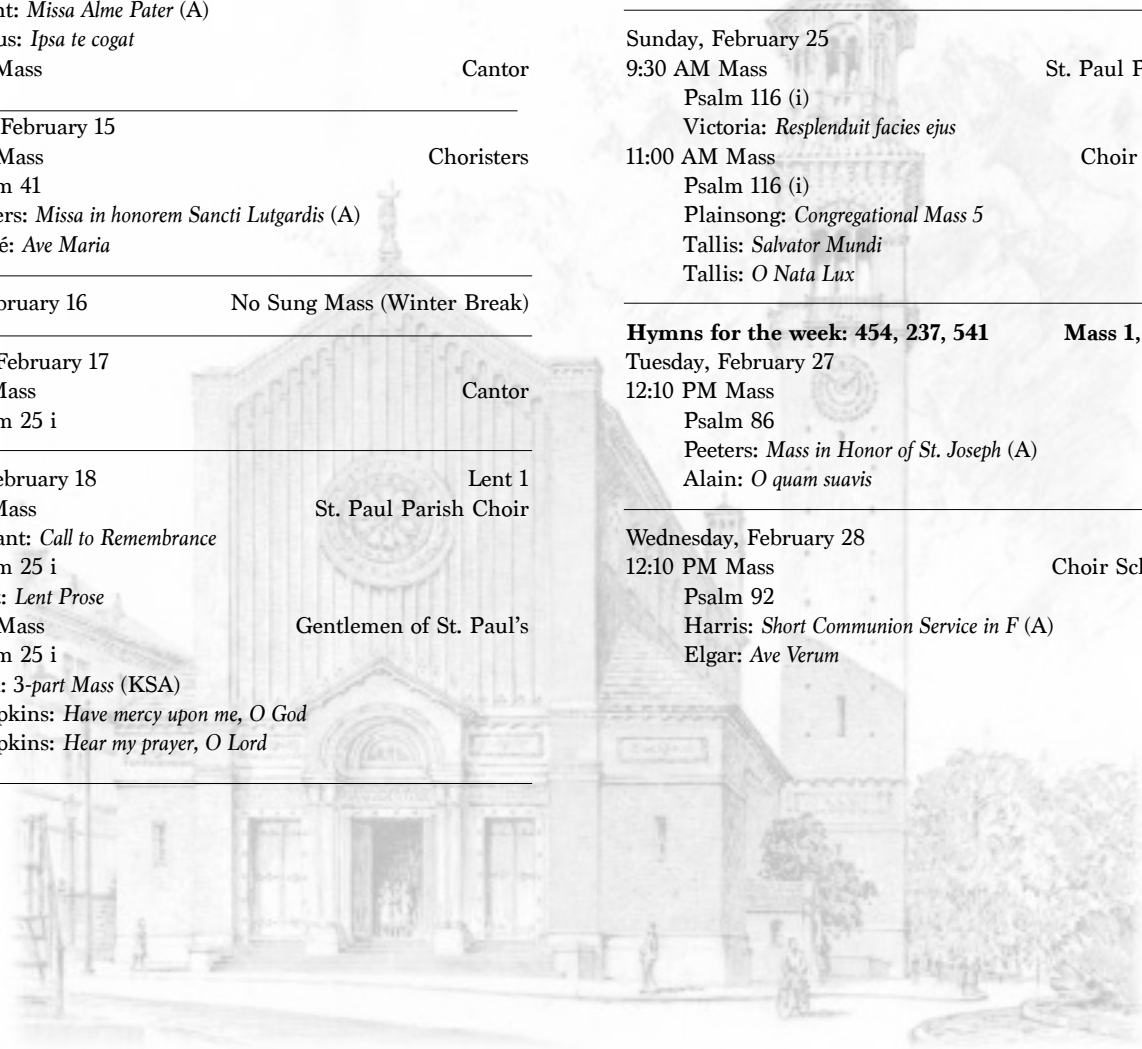 nt: Missa Alme Pater (A)
us: Ipsa te cogat
Mass Cantor
February 15
Mass Choristers
m 41
ers: Missa in honorem Sancti Lutgardis (A)
é: Ave Maria
bruary 16 No Sung Mass (Winter Break)
February 17
Mass Cantor
m 25 i
ebruary 18 Lent 1
Mass St. Paul Parish Choir
ant: Call to Remembrance
m 25 i
: Lent Prose
Mass Gentlemen of St. Paul's
m 25 i
: 3-part Mass (KSA)
pkins: Have mercy upon me, O God
pkins: Hear my prayer, O Lord
Sunday, February 25
9:30 AM Mass St. Paul P
Psalm 116 (i)
Victoria: Resplenduit facies ejus
11:00 AM Mass Choir
Psalm 116 (i)
Plainsong: Congregational Mass 5
Tallis: Salvator Mundi
Tallis: O Nata Lux
Hymns for the week: 454, 237, 541 Mass 1,
Tuesday, February 27
12:10 PM Mass
Psalm 86
Peeters: Mass in Honor of St. Joseph (A)
Alain: O quam suavis
Wednesday, February 28
12:10 PM Mass Choir Sch
Psalm 92
Harris: Short Communion Service in F (A)
Elgar: Ave Verum